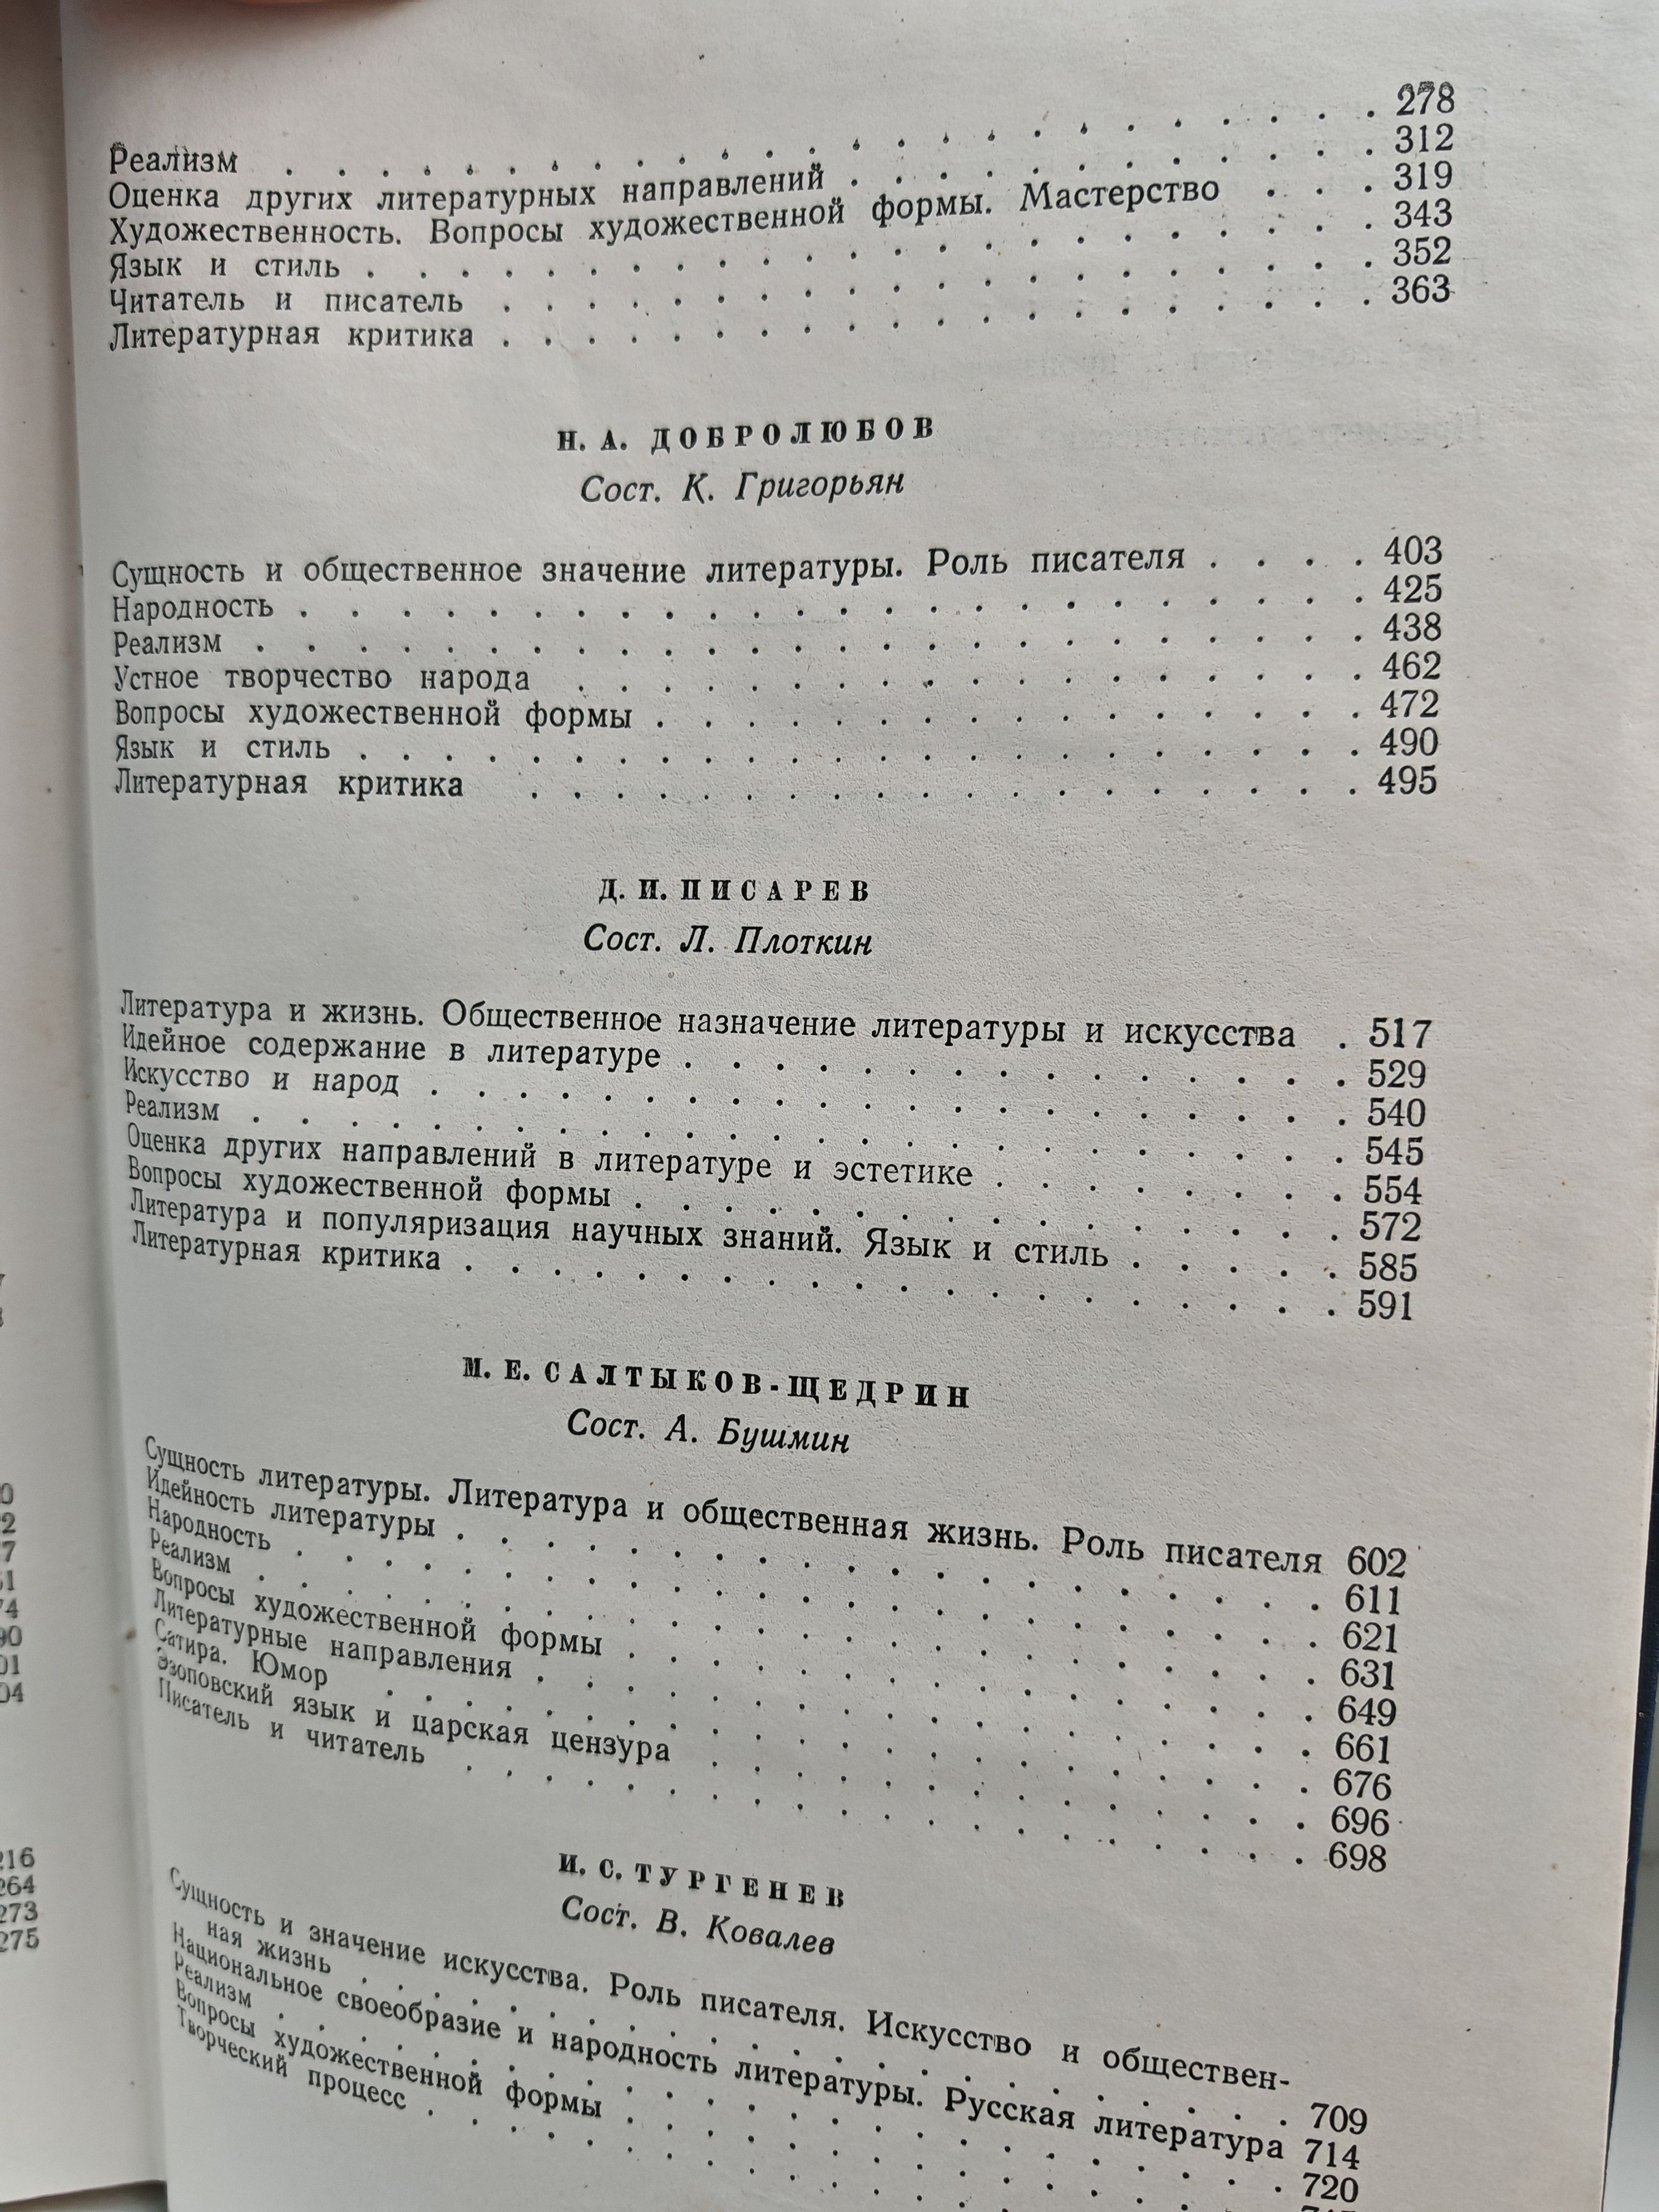 Реализм . . . . . . . . . . . . . . . . . . . . . . . . 278
Оценка других литературных направлений . . . . . . . . . . . 312
Художественность. Вопросы художественной формы. Мастерство . . . 319
Язык и стиль . . . . . . . . . . . . . . . . . . . . . . . 343
Читатель и писатель . . . . . . . . . . . . . . . . . . . . 352
Литературная критика . . . . . . . . . . . . . . . . . . . . 363
Н. А. ДОБРОЛЮБОВ
Сост. К. Григорьян
Сущность и общественное значение литературы. Роль писателя . . . . 403
Народность . . . . . . . . . . . . . . . . . . . . . . . . 425
Реализм . . . . . . . . . . . . . . . . . . . . . . . . . 438
Устное творчество народа . . . . . . . . . . . . . . . . . . 462
Вопросы художественной формы . . . . . . . . . . . . . . . . 472
Язык и стиль . . . . . . . . . . . . . . . . . . . . . . . 490
Литературная критика . . . . . . . . . . . . . . . . . . . 495
Д. И. ПИСАРЕВ
Сост. Л. Плоткин
Литература и жизнь. Общественное назначение литературы и искусства . 517
Идейное содержание в литературе . . . . . . . . . . . . . . . 529
Искусство и народ . . . . . . . . . . . . . . . . . . . . . 540
Реализм . . . . . . . . . . . . . . . . . . . . . . . . . 545
Оценка других направлений в литературе и эстетике . . . . . . . . 554
Вопросы художественной формы . . . . . . . . . . . . . . . . 572
Литература и популяризация научных знаний. Язык и стиль . . . . . 585
Литературная критика . . . . . . . . . . . . . . . . . . . . 591
М. Е. САЛТЫКОВ-ЩЕДРИН
Сост. А. Бушмин
Сущность литературы. Литература и общественная жизнь. Роль писателя 602
Идейность литературы . . . . . . . . . . . . . . . . . . . . 611
Народность . . . . . . . . . . . . . . . . . . . . . . . . 621
Реализм . . . . . . . . . . . . . . . . . . . . . . . . . 631
Вопросы художественной формы . . . . . . . . . . . . . . . . 649
Литературные направления . . . . . . . . . . . . . . . . . . 661
Сатира. Юмор . . . . . . . . . . . . . . . . . . . . . . . 676
Эзоповский язык и царская цензура . . . . . . . . . . . . . . 696
Писатель и читатель . . . . . . . . . . . . . . . . . . . . 698
И. С. ТУРГЕНЕВ
Сост. В. Ковалев
Сущность и значение искусства. Роль писателя. Искусство и обществен-
ная жизнь . . . . . . . . . . . . . . . . . . . . . . . 709
Национальное своеобразие и народность литературы. Русская литература 714
Реализм . . . . . . . . . . . . . . . . . . . . . . . . . 720
Вопросы художественной формы . . . . . . . . . . . . . . . .
Творческий процесс . . . . . . . . . . . . . . . . . . . .
216
264
273
275